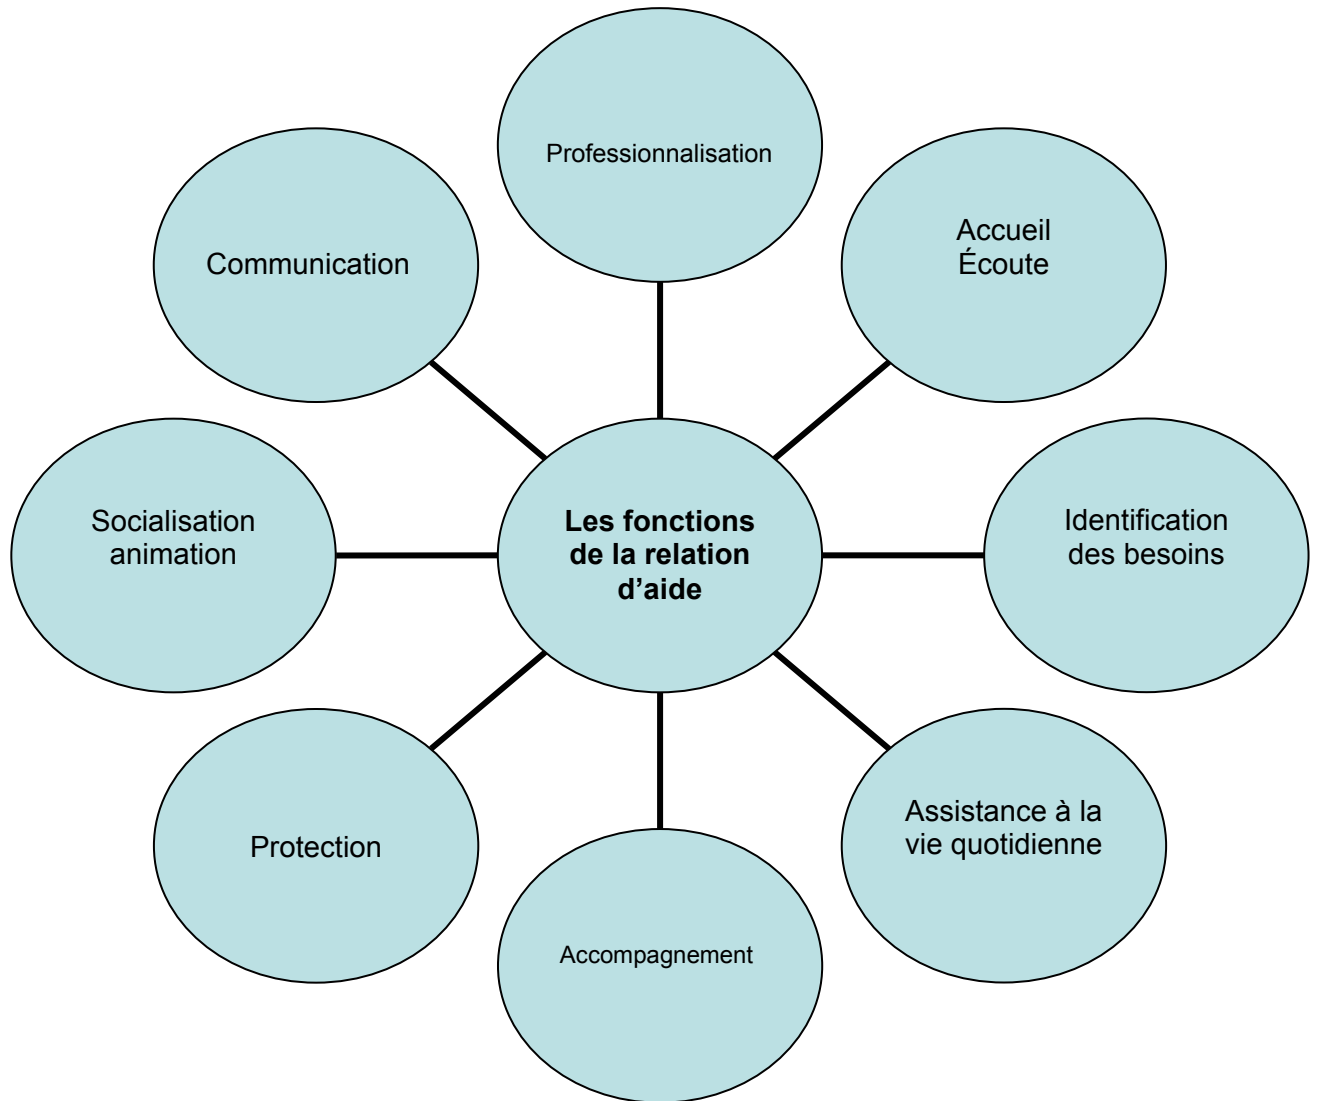 Professionnalisation
Communication
Accueil
Écoute
Socialisation
animation
Les fonctions
de la relation
d’aide
Identification
des besoins
Protection
Assistance à la
vie quotidienne
Accompagnement